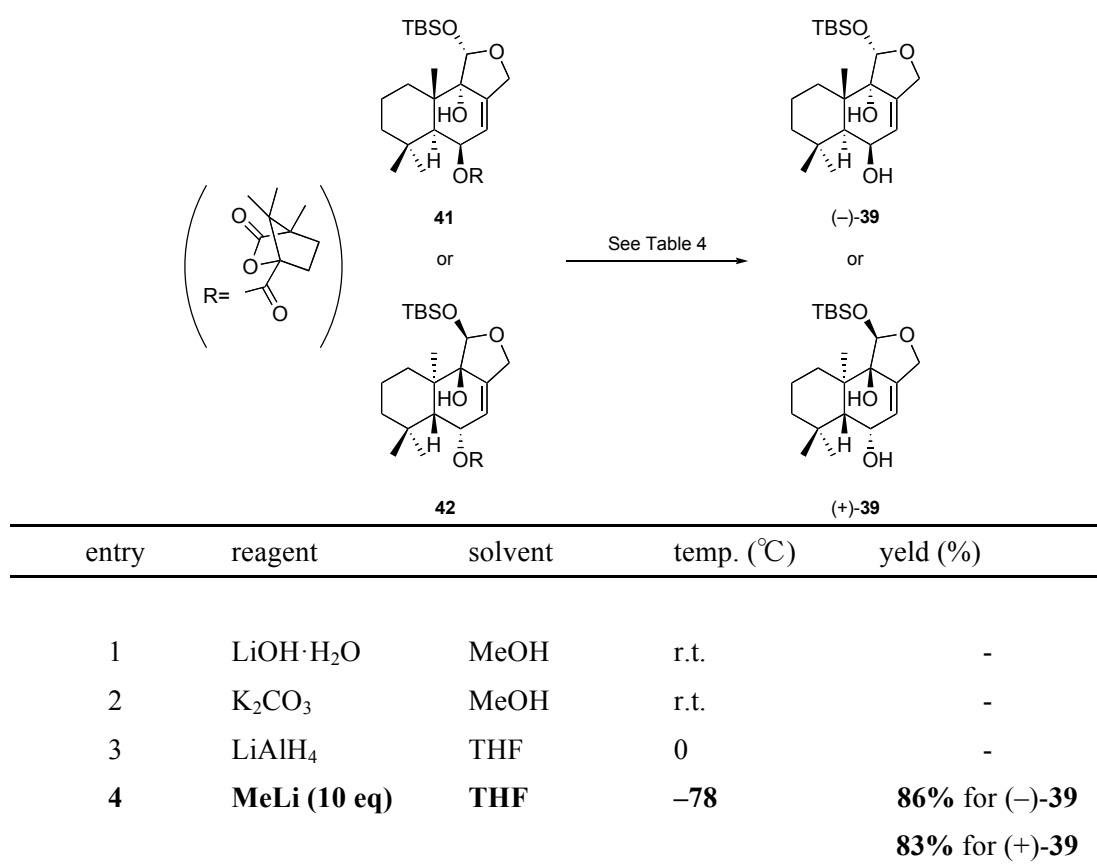 TBSO O TBSO O
HO HO
H H
OR OH
O 41 (–)-39
O or See Table 4 or
R= O
TBSO O TBSO O
HO HO
H H
OR OH
42 (+)-39
entry reagent solvent temp. (℃) yeld (%)
1 LiOH·H₂O MeOH r.t. -
2 K₂CO₃ MeOH r.t. -
3 LiAlH₄ THF 0 -
4 MeLi (10 eq) THF –78 86% for (–)-39
83% for (+)-39